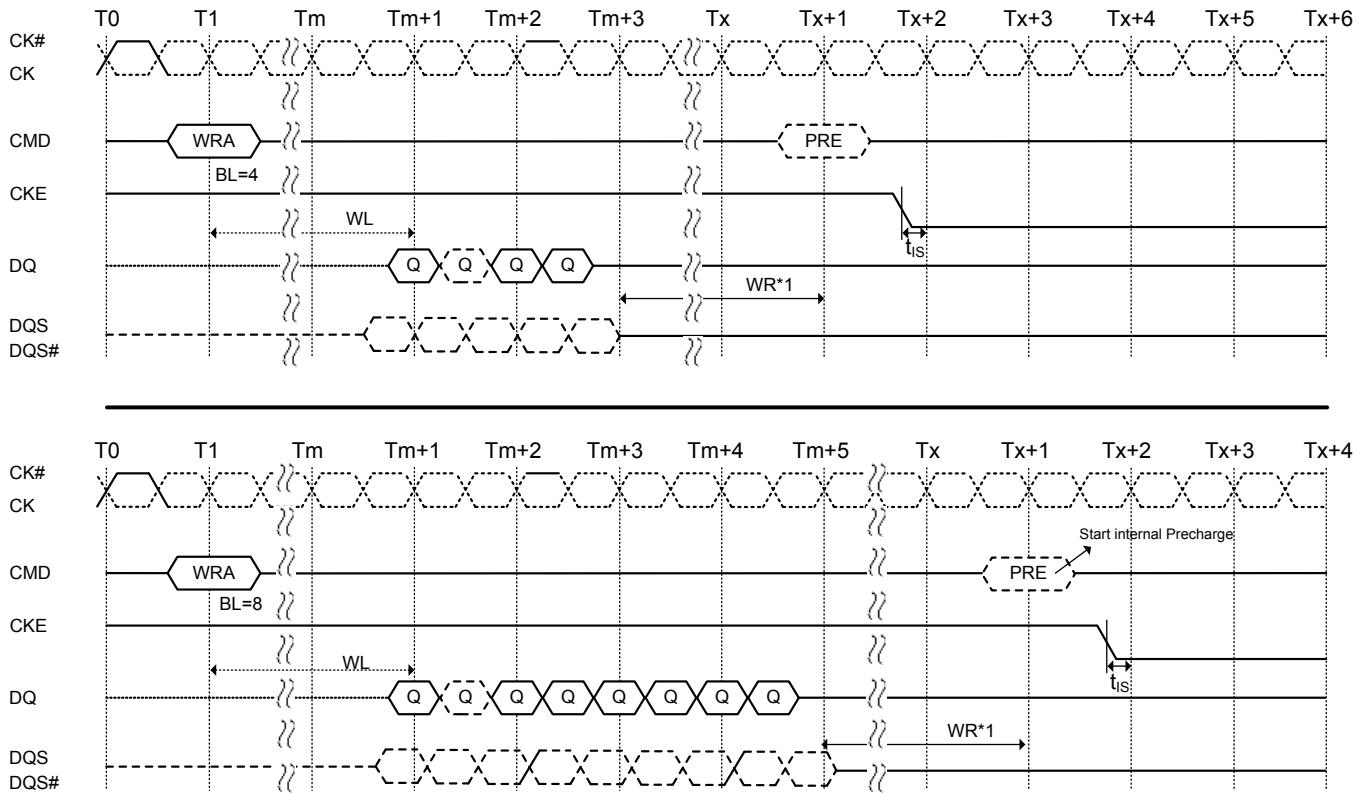 T0 T1 Tm Tm+1 Tm+2 Tm+3 Tx Tx+1 Tx+2 Tx+3 Tx+4 Tx+5 Tx+6
CK#
CK
CMD WRA PRE
BL=4
CKE
WL
tIS
DQ Q Q Q Q
WR*1
DQS
DQS#
T0 T1 Tm Tm+1 Tm+2 Tm+3 Tm+4 Tm+5 Tx Tx+1 Tx+2 Tx+3 Tx+4
CK#
CK
Start internal Precharge
CMD WRA PRE
BL=8
CKE
WL
tIS
DQ Q Q Q Q Q Q Q Q
WR*1
DQS
DQS#